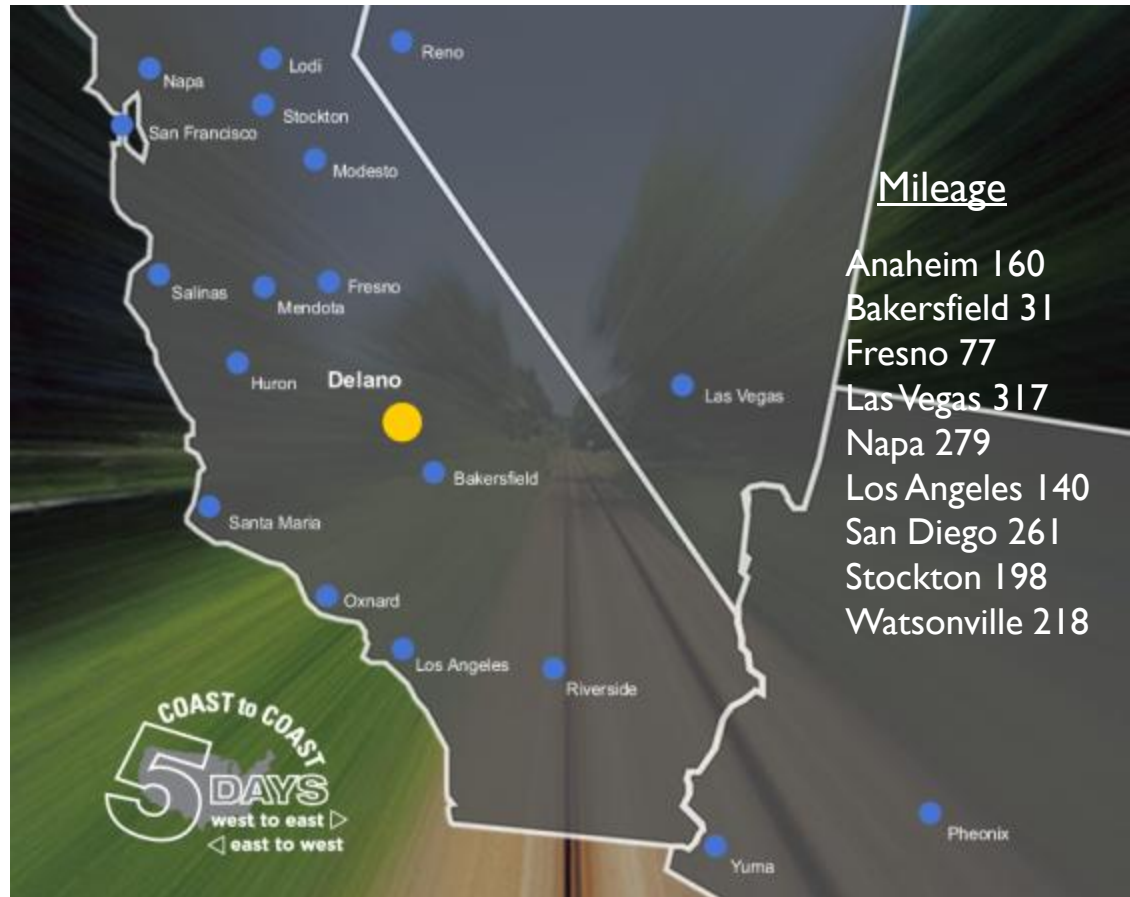 Reno
Lodi
Napa
Stockton
San Francisco
Modesto
Mileage
Anaheim 160
Bakersfield 31
Fresno 77
Las Vegas 317
Napa 279
Los Angeles 140
San Diego 261
Stockton 198
Watsonville 218
Salinas
Mendota
Fresno
Huron
Delano
Las Vegas
Bakersfield
Santa Maria
Oxnard
Los Angeles
Riverside
COAST to COAST
5
DAYS
west to east ▷
◁ east to west
Pheonix
Yuma